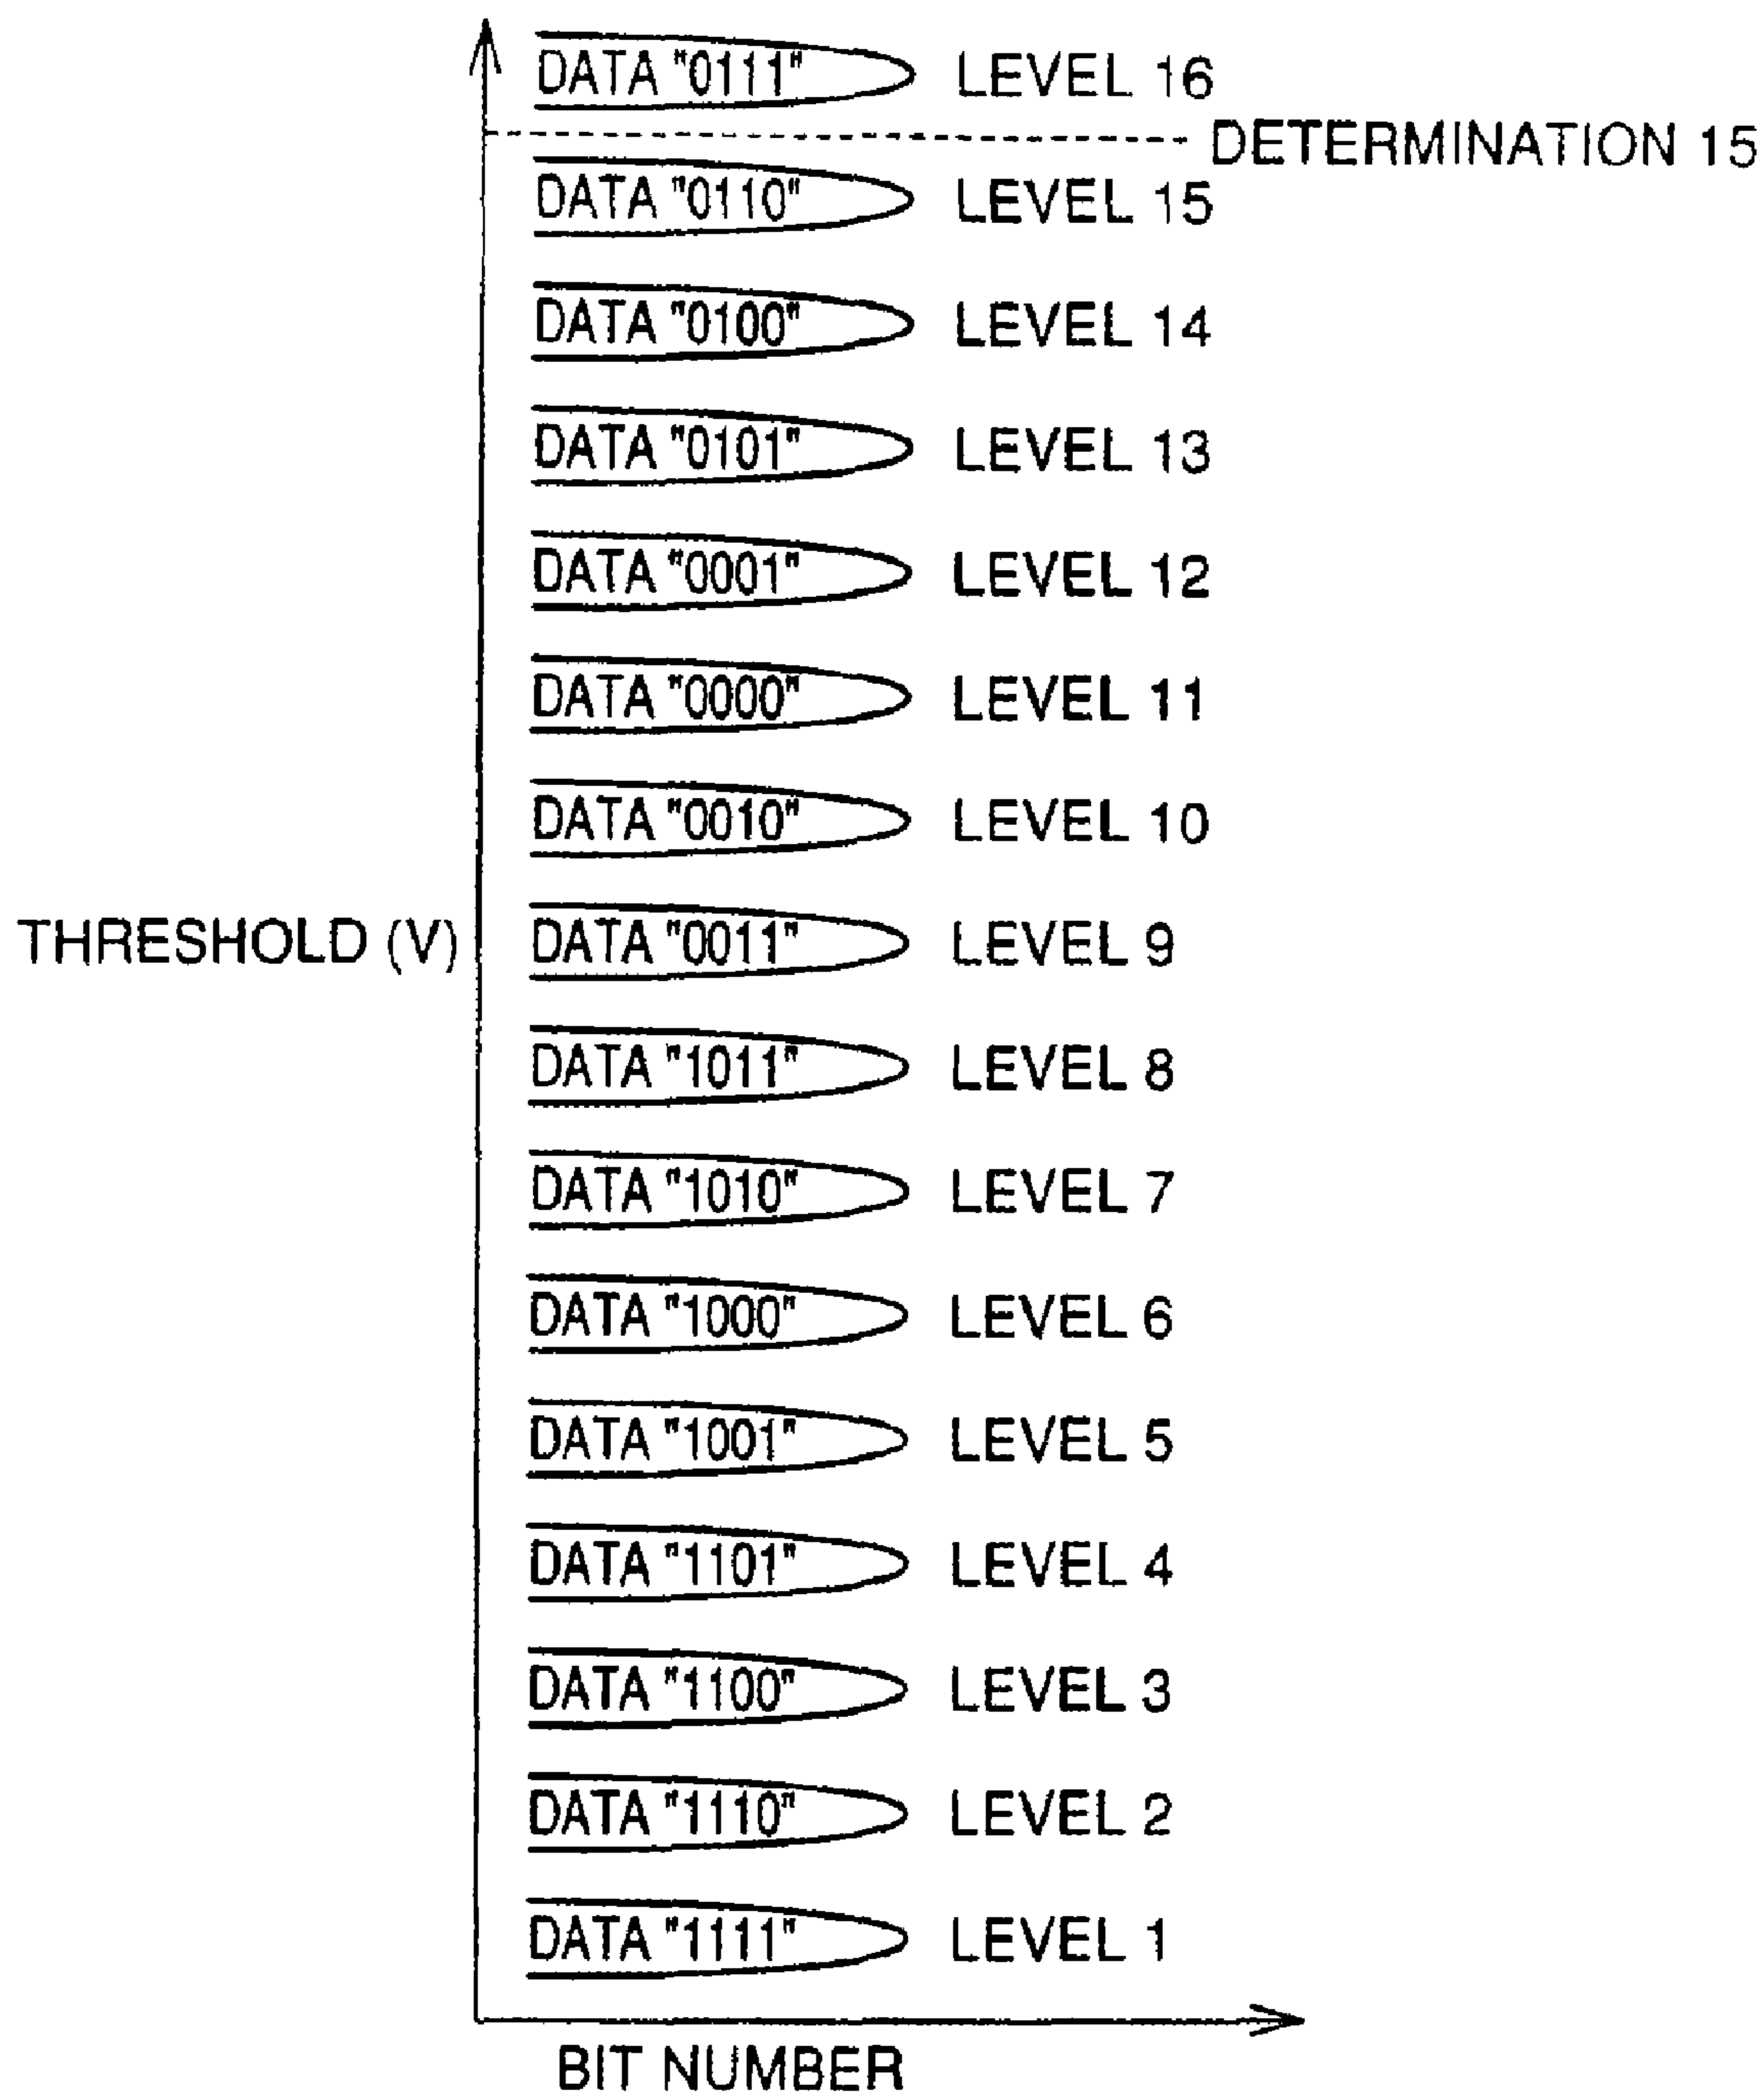 DATA "0111" LEVEL 16
DETERMINATION 15
DATA "0110" LEVEL 15
DATA "0100" LEVEL 14
DATA "0101" LEVEL 13
DATA "0001" LEVEL 12
DATA "0000" LEVEL 11
DATA "0010" LEVEL 10
THRESHOLD (V) DATA "0011" LEVEL 9
DATA "1011" LEVEL 8
DATA "1010" LEVEL 7
DATA "1000" LEVEL 6
DATA "1001" LEVEL 5
DATA "1101" LEVEL 4
DATA "1100" LEVEL 3
DATA "1110" LEVEL 2
DATA "1111" LEVEL 1
BIT NUMBER